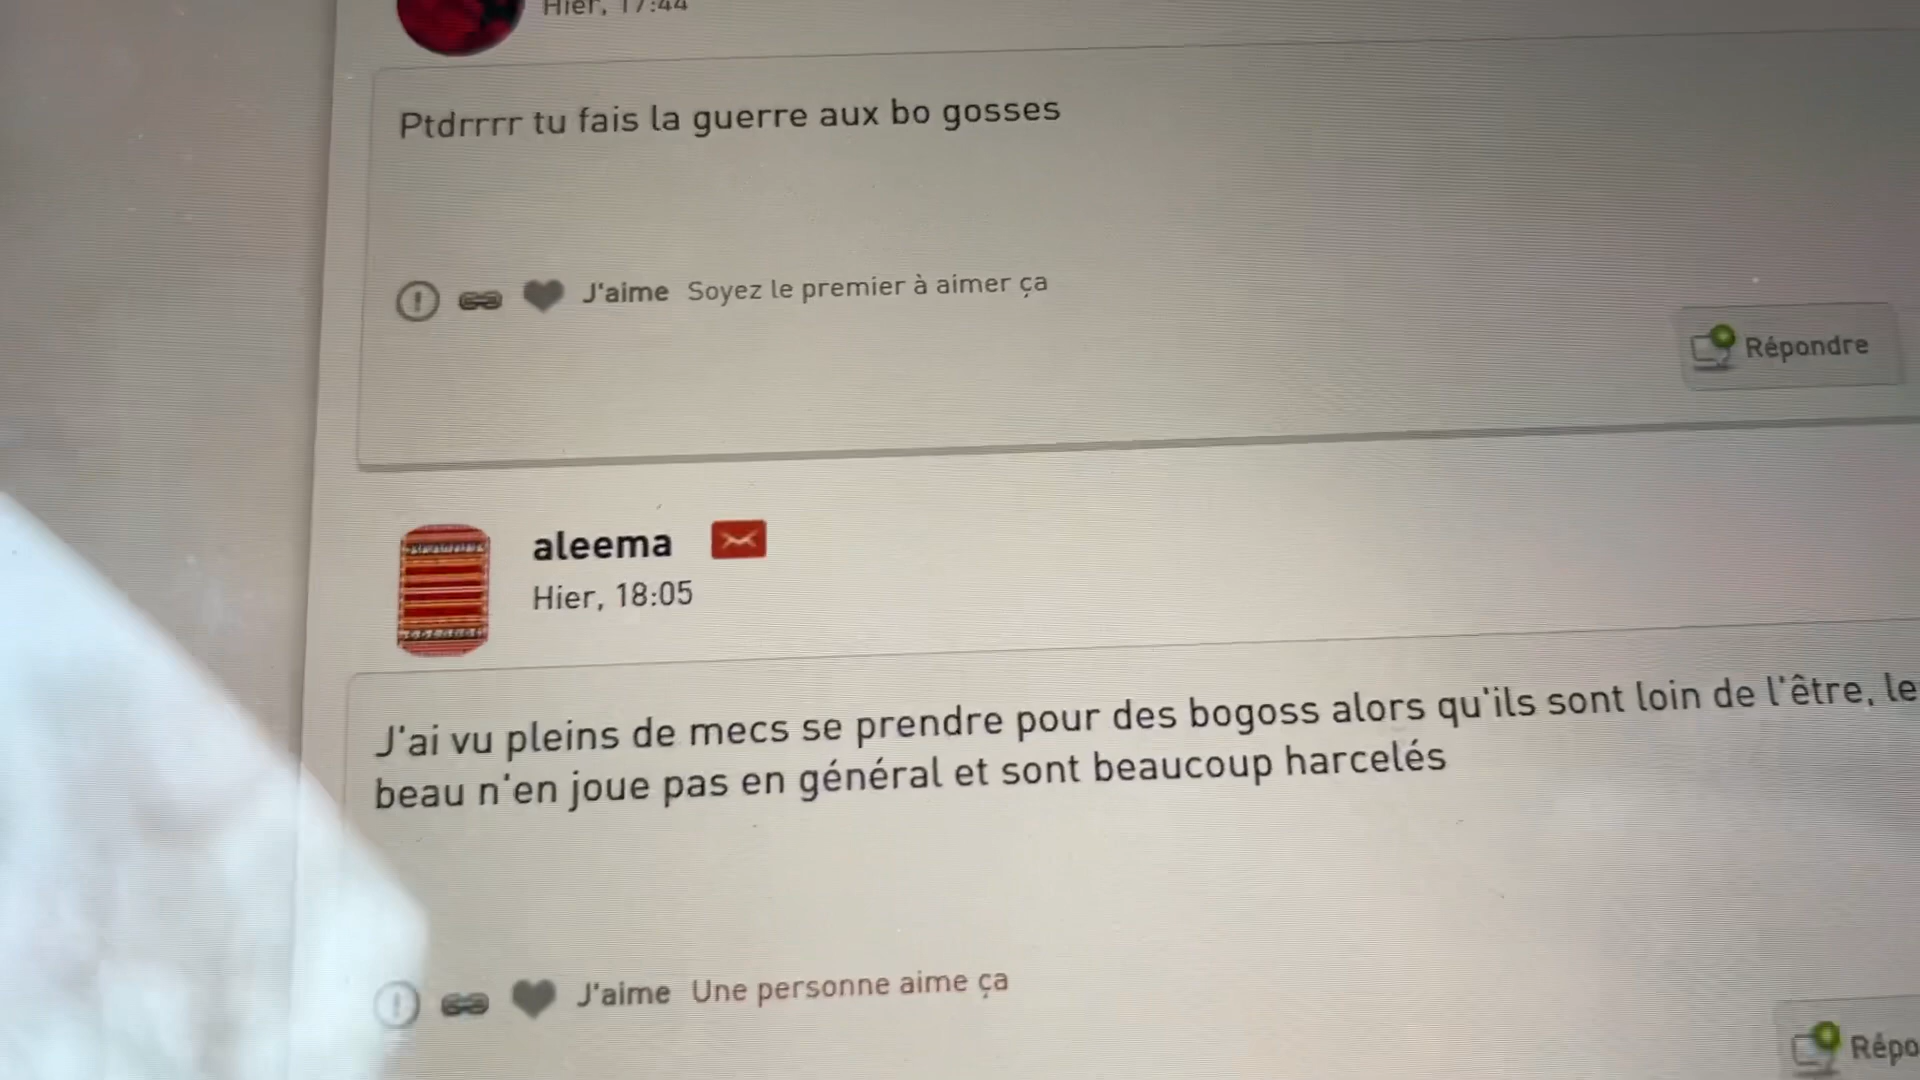 Hier, 17:44
Ptdrrrr tu fais la guerre aux bo gosses
J'aime Soyez le premier à aimer ça
Répondre
aleema
Hier, 18:05
J'ai vu pleins de mecs se prendre pour des bogoss alors qu'ils sont loin de l'être, le
beau n'en joue pas en général et sont beaucoup harcelés
J'aime Une personne aime ça
Répo